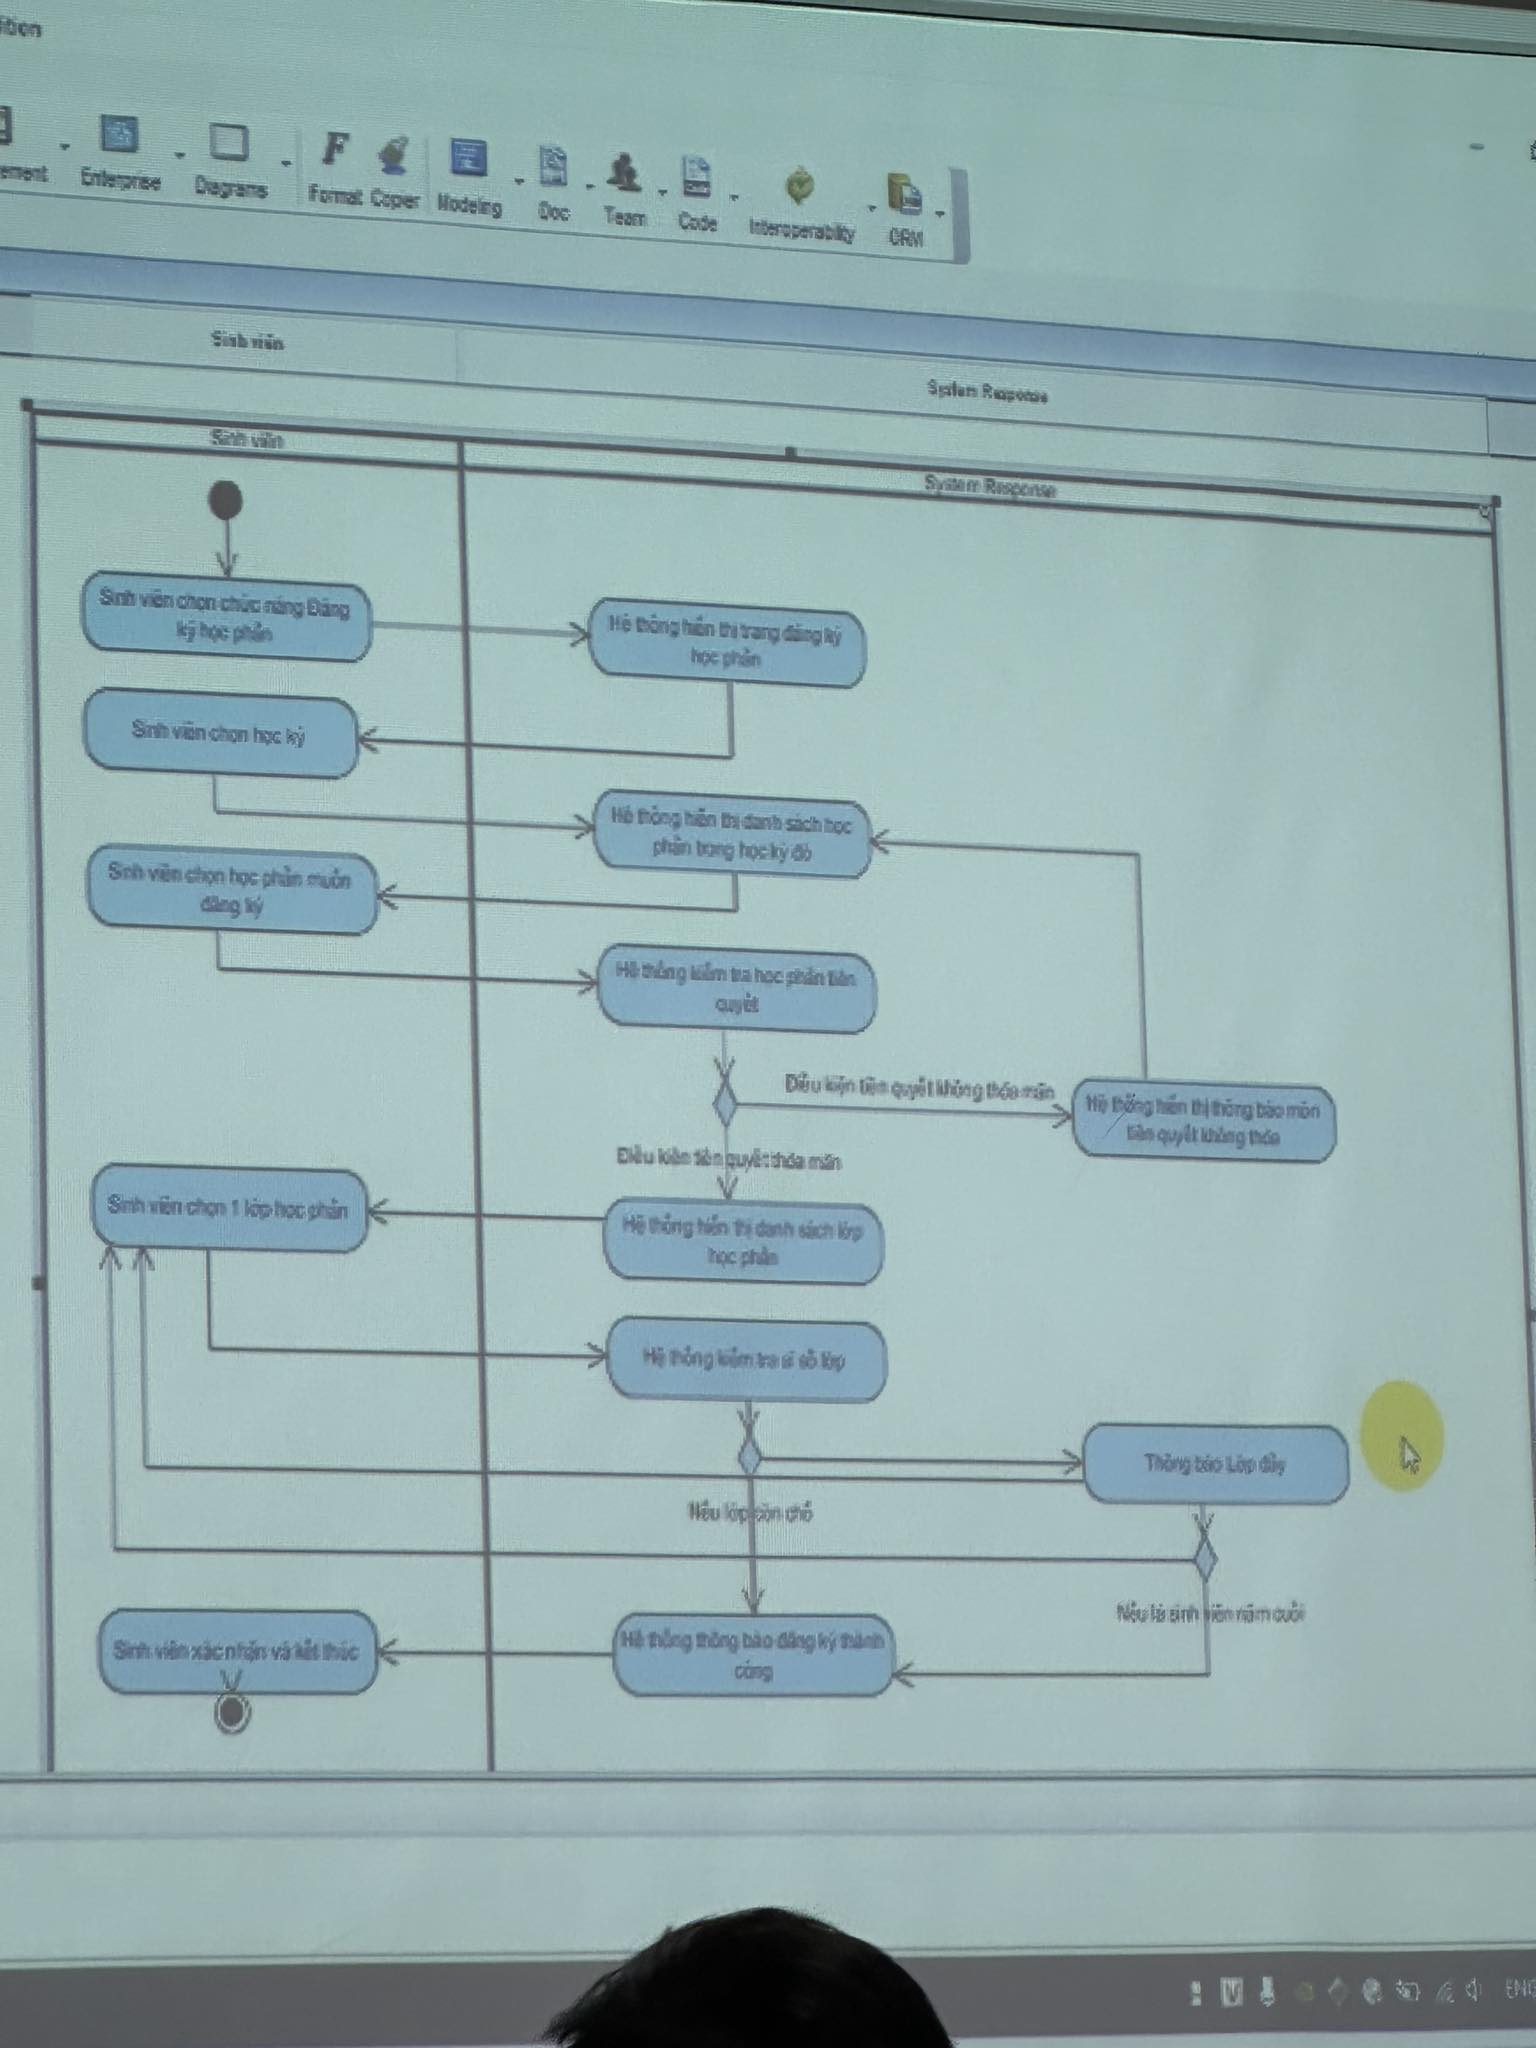 Enterprise
Diagrams
Format Copier
Modeling
Doc
Team
Code
Interoperability
ORM
Sinh viên
System Response
Sinh viên
System Response
Sinh viên chọn chức năng Đăng
ký học phần
Hệ thống hiển thị trang đăng ký
học phần
Sinh viên chọn học kỳ
Hệ thống hiển thị danh sách học
phần trong học kỳ đó
Sinh viên chọn học phần muốn
đăng ký
Hệ thống kiểm tra học phần tiên
quyết
Điều kiện tiên quyết không thỏa mãn
Hệ thống hiển thị thông báo môn
tiên quyết không thỏa
Điều kiện tiên quyết thỏa mãn
Sinh viên chọn 1 lớp học phần
Hệ thống hiển thị danh sách lớp
học phần
Hệ thống kiểm tra sĩ số lớp
Thông báo Lớp đầy
Nếu lớp còn chỗ
Nếu là sinh viên năm cuối
Sinh viên xác nhận và kết thúc
Hệ thống thông báo đăng ký thành
công
ENG